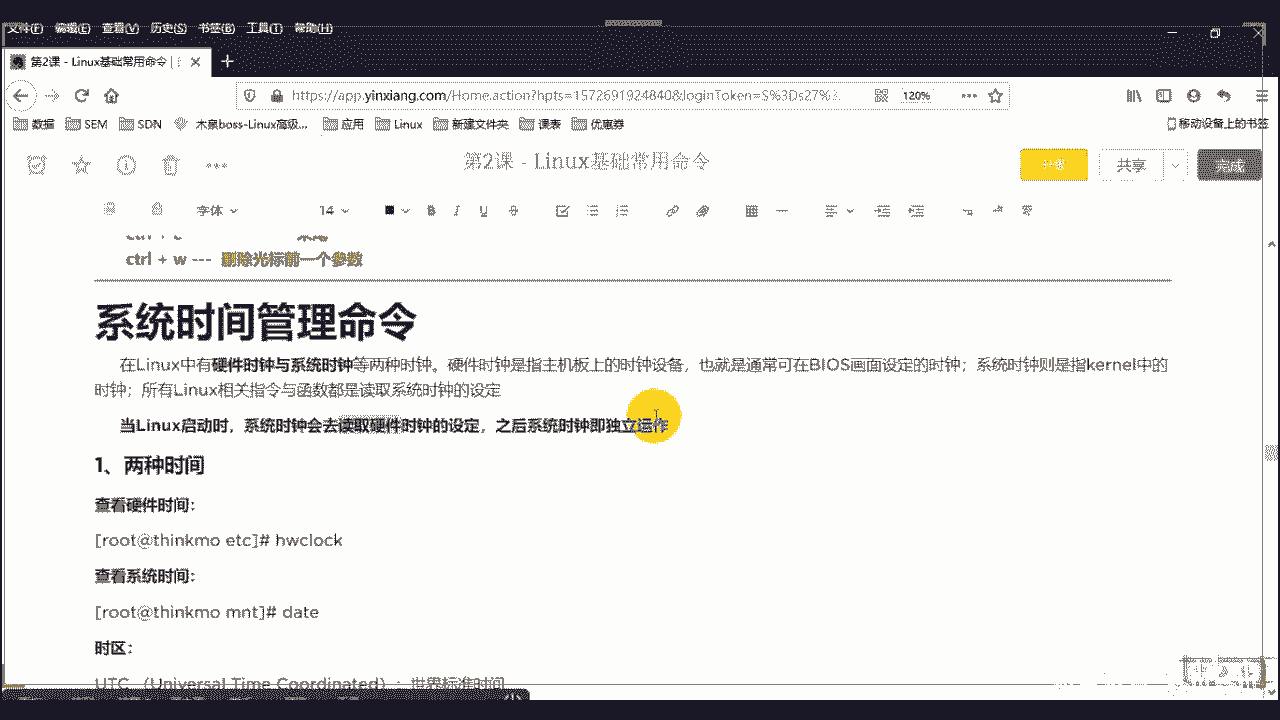 文件(F) 编辑(E) 查看(V) 历史(S) 书签(B) 工具(T) 帮助(H)
第2课 - Linux基础常用命令 |
https://app.yinxiang.com/Home.action?hpts=1572691924840&loginToken=S%3Ds27%3 120%
数据 SEM SDN 木泉boss-Linux高级... 应用 Linux 新建文件夹 课表 优惠券 移动设备上的书签
第2课 - Linux基础常用命令 共享 完成
字体 14 B I U
ctrl + w --- 删除光标前一个参数
系统时间管理命令
在Linux中有硬件时钟与系统时钟等两种时钟。硬件时钟是指主机板上的时钟设备，也就是通常可在BIOS画面设定的时钟；系统时钟则是指kernel中的
时钟；所有Linux相关指令与函数都是读取系统时钟的设定
当Linux启动时，系统时钟会去读取硬件时钟的设定，之后系统时钟即独立运作
1、两种时间
查看硬件时间：
[root@thinkmo etc]# hwclock
查看系统时间：
[root@thinkmo mnt]# date
时区：
UTC （Universal Time Coordinated）：世界标准时间